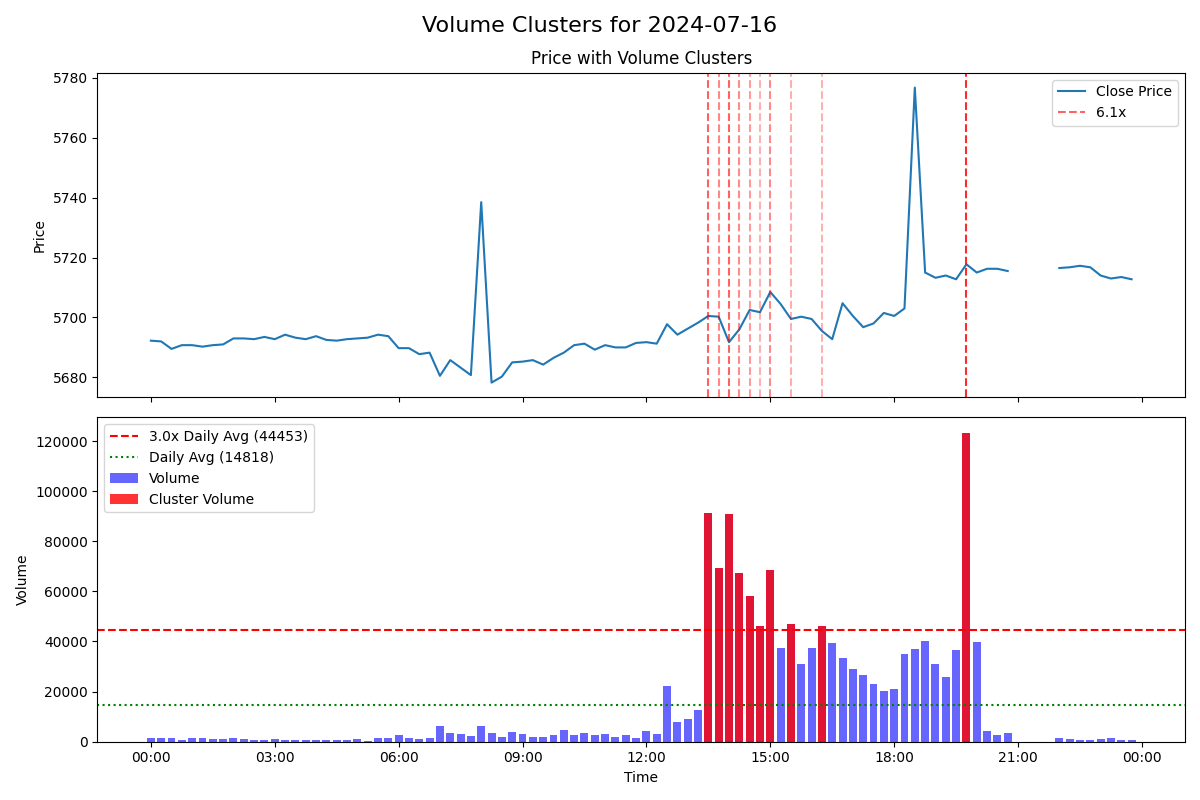 Volume Clusters for 2024-07-16
Price with Volume Clusters
5780
5760
5740
5720
5700
5680
Price
Close Price
6.1x
120000
100000
80000
60000
40000
20000
0
Volume
3.0x Daily Avg (44453)
Daily Avg (14818)
Volume
Cluster Volume
00:00 03:00 06:00 09:00 12:00 15:00 18:00 21:00 00:00
Time